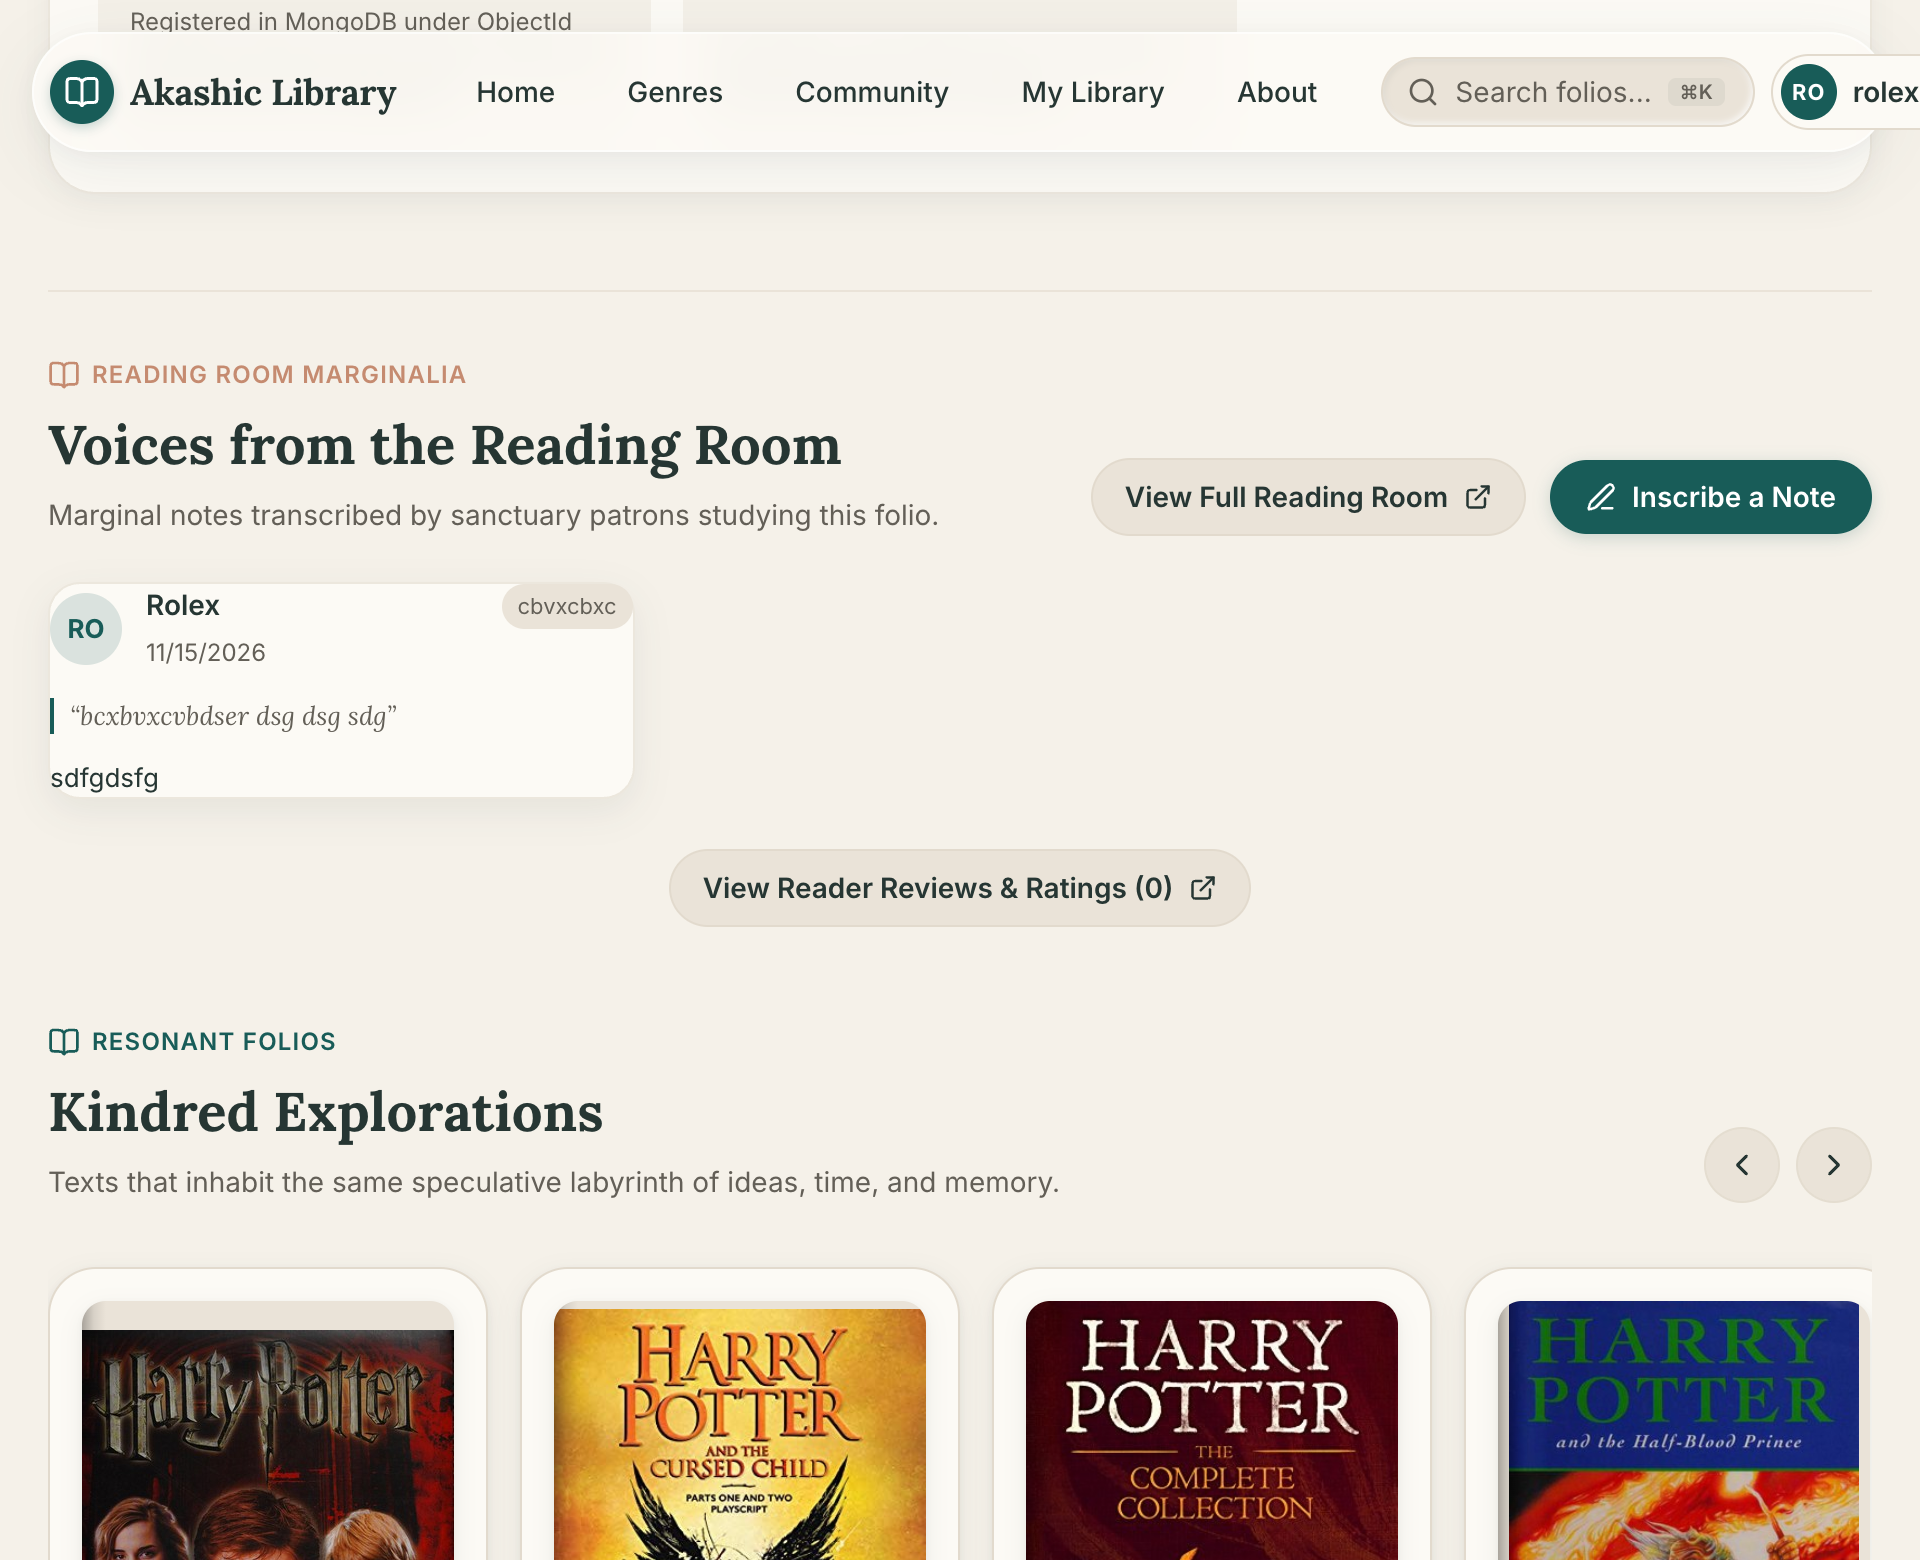 Registered in MongoDB under ObjectId
Akashic Library
Home
Genres
Community
My Library
About
Search folios...
⌘K
RO
rolex
READING ROOM MARGINALIA
Voices from the Reading Room
Marginal notes transcribed by sanctuary patrons studying this folio.
View Full Reading Room
Inscribe a Note
RO
Rolex
cbvxcbxc
11/15/2026
“bcxbvxcvbdser dsg dsg sdg”
sdfgdsfg
View Reader Reviews & Ratings (0)
RESONANT FOLIOS
Kindred Explorations
Texts that inhabit the same speculative labyrinth of ideas, time, and memory.
Harry Potter
HARRY
POTTER
AND THE
CURSED CHILD
PARTS ONE AND TWO
PLAYSCRIPT
HARRY
POTTER
THE
COMPLETE
COLLECTION
HARRY
POTTER
and the Half-Blood Prince